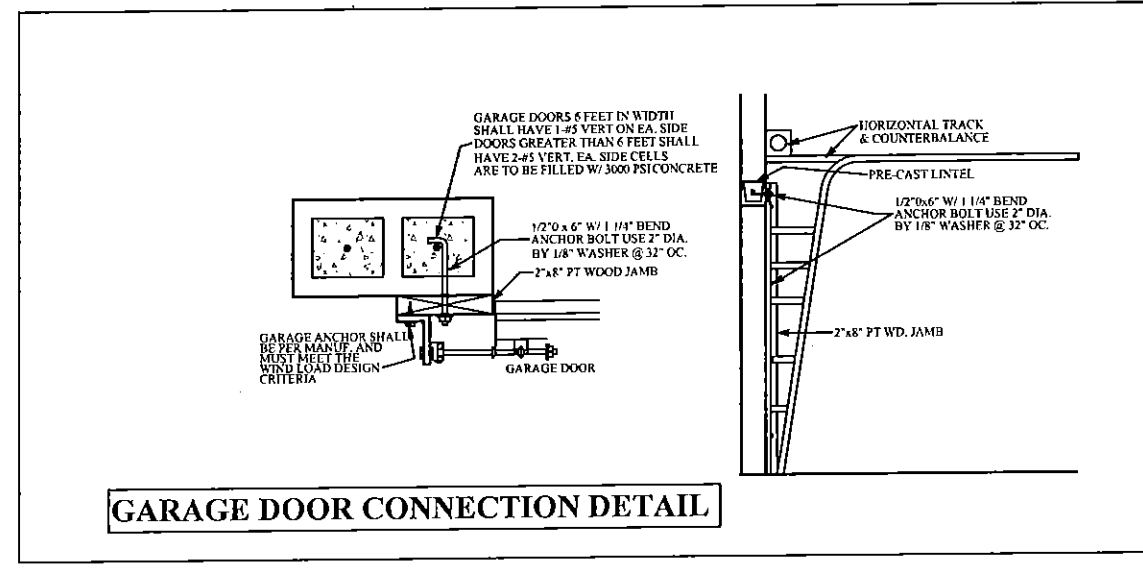 GARAGE DOORS 6 FEET IN WIDTH
SHALL HAVE 1-#5 VERT ON EA. SIDE
DOORS GREATER THAN 6 FEET SHALL
HAVE 2-#5 VERT. EA. SIDE CELLS
ARE TO BE FILLED W/ 3000 PSI CONCRETE
1/2"0 x 6" W/ 1 1/4" BEND
ANCHOR BOLT USE 2" DIA.
BY 1/8" WASHER @ 32" OC.
2"x8" PT WOOD JAMB
GARAGE ANCHOR SHALL
BE PER MANUF. AND
MUST MEET THE
WIND LOAD DESIGN
CRITERIA
GARAGE DOOR
HORIZONTAL TRACK
& COUNTERBALANCE
PRE-CAST LINTEL
1/2"0x6" W/ 1 1/4" BEND
ANCHOR BOLT USE 2" DIA.
BY 1/8" WASHER @ 32" OC.
2"x8" PT WD. JAMB
GARAGE DOOR CONNECTION DETAIL